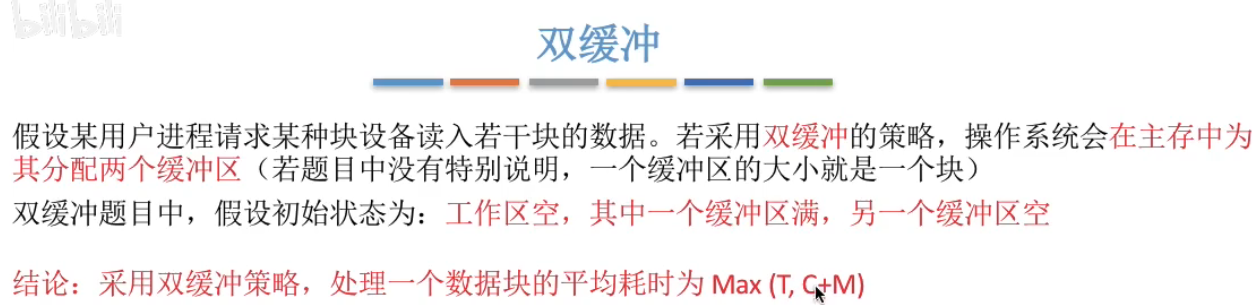 bilibili
双缓冲
假设某用户进程请求某种块设备读入若干块的数据。若采用双缓冲的策略，操作系统会在主存中为
其分配两个缓冲区（若题目中没有特别说明，一个缓冲区的大小就是一个块）
双缓冲题目中，假设初始状态为：工作区空，其中一个缓冲区满，另一个缓冲区空
结论：采用双缓冲策略，处理一个数据块的平均耗时为 Max (T, C+M)